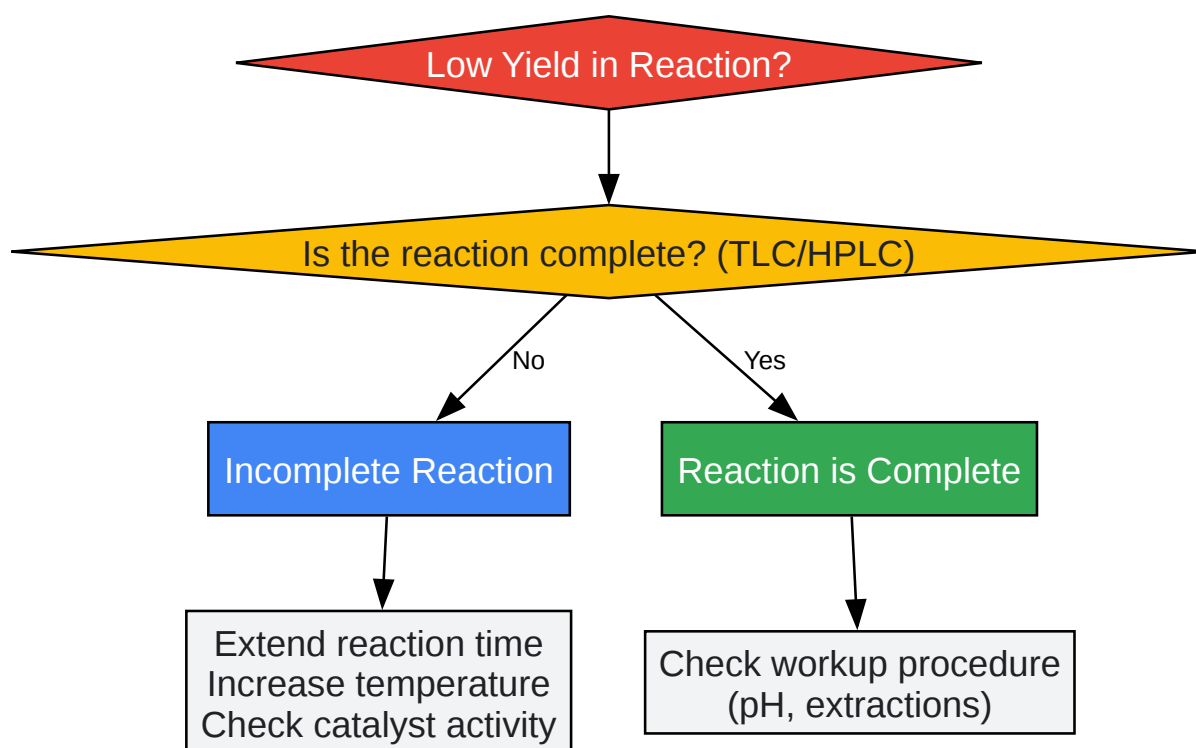 Low Yield in Reaction?
Is the reaction complete? (TLC/HPLC)
No
Yes
Incomplete Reaction
Reaction is Complete
Extend reaction time
Increase temperature
Check catalyst activity
Check workup procedure
(pH, extractions)